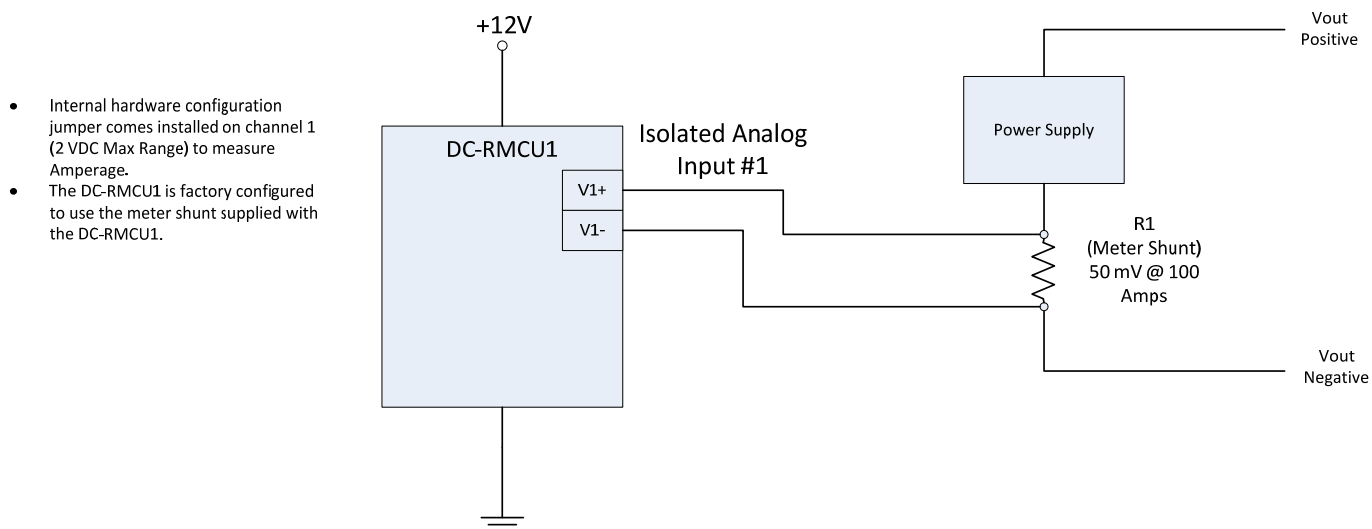 +12V
Vout
Positive
• Internal hardware configuration
jumper comes installed on channel 1
(2 VDC Max Range) to measure
Amperage.
• The DC-RMCU1 is factory configured
to use the meter shunt supplied with
the DC-RMCU1.
DC-RMCU1
Isolated Analog
Input #1
V1+
V1-
Power Supply
R1
(Meter Shunt)
50 mV @ 100
Amps
Vout
Negative